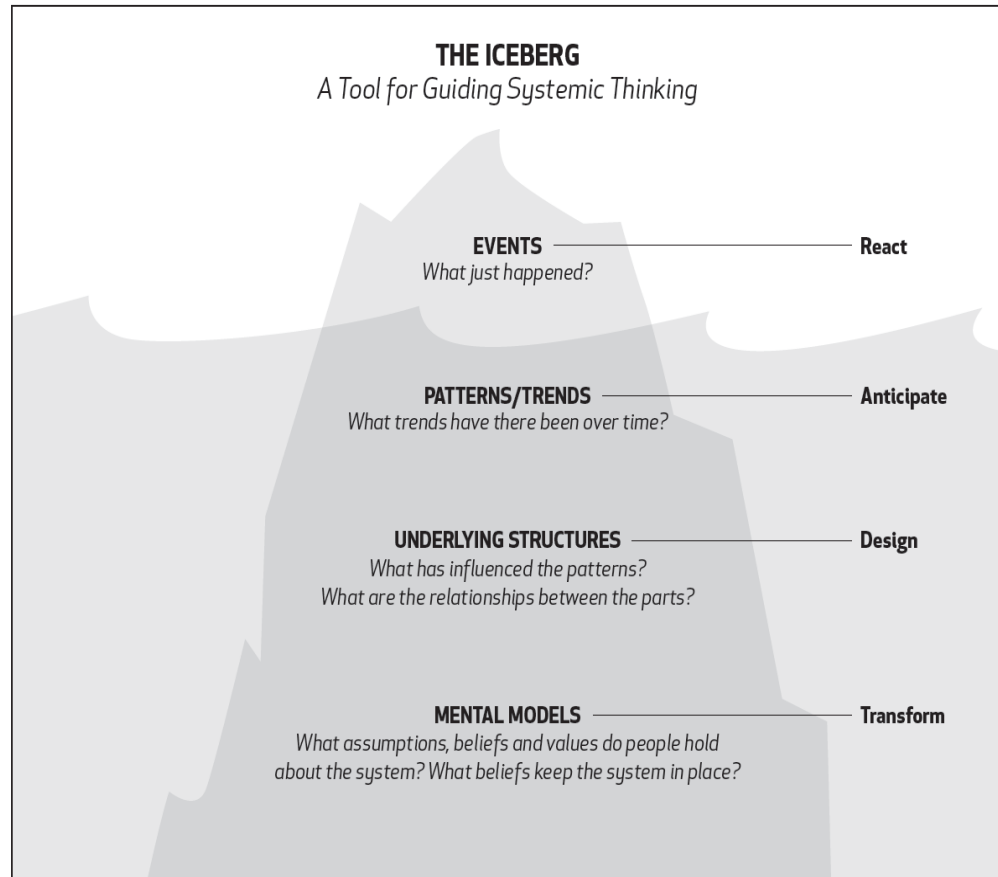 THE ICEBERG
A Tool for Guiding Systemic Thinking
EVENTS
React
What just happened?
PATTERNS/TRENDS
Anticipate
What trends have there been over time?
UNDERLYING STRUCTURES
Design
What has influenced the patterns?
What are the relationships between the parts?
MENTAL MODELS
Transform
What assumptions, beliefs and values do people hold
about the system? What beliefs keep the system in place?